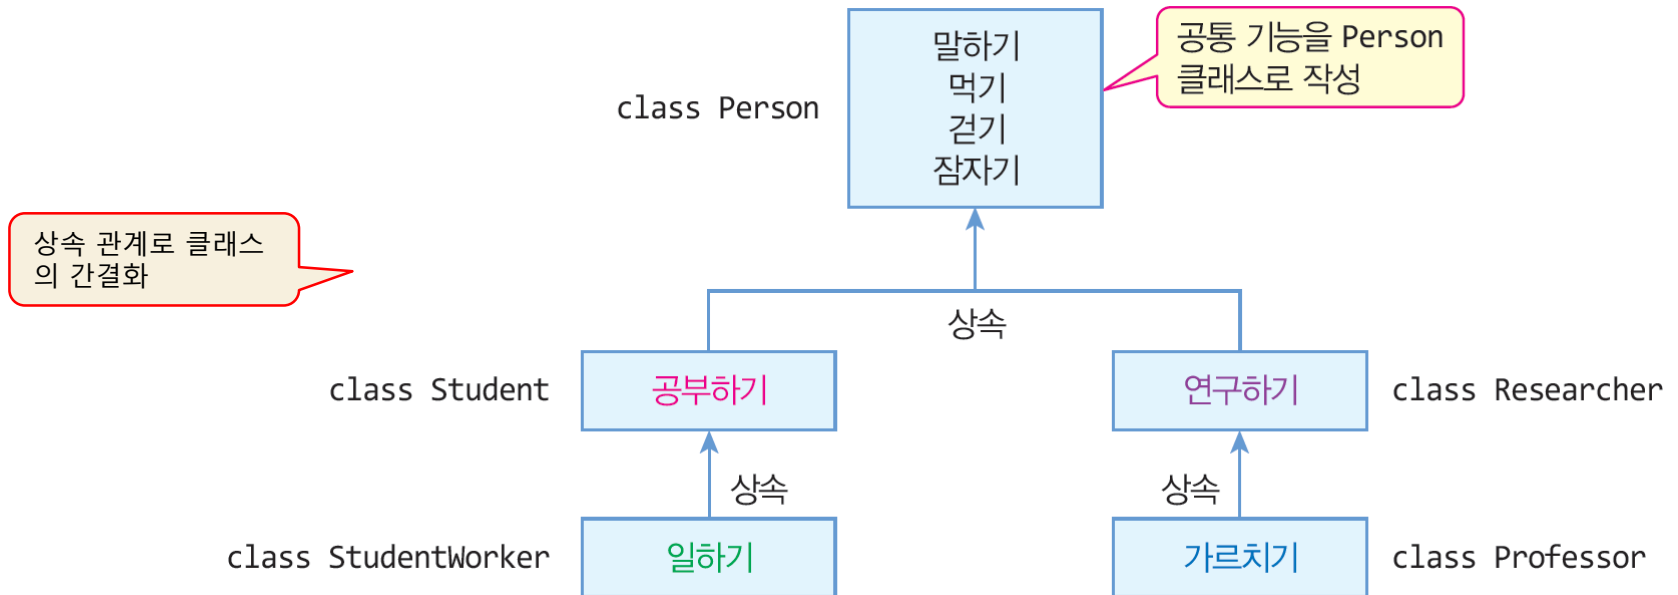 말하기
먹기
걷기
잠자기
class Person
공통 기능을 Person
클래스로 작성
상속 관계로 클래스
의 간결화
상속
class Student
공부하기
연구하기
class Researcher
상속
상속
class StudentWorker
일하기
가르치기
class Professor